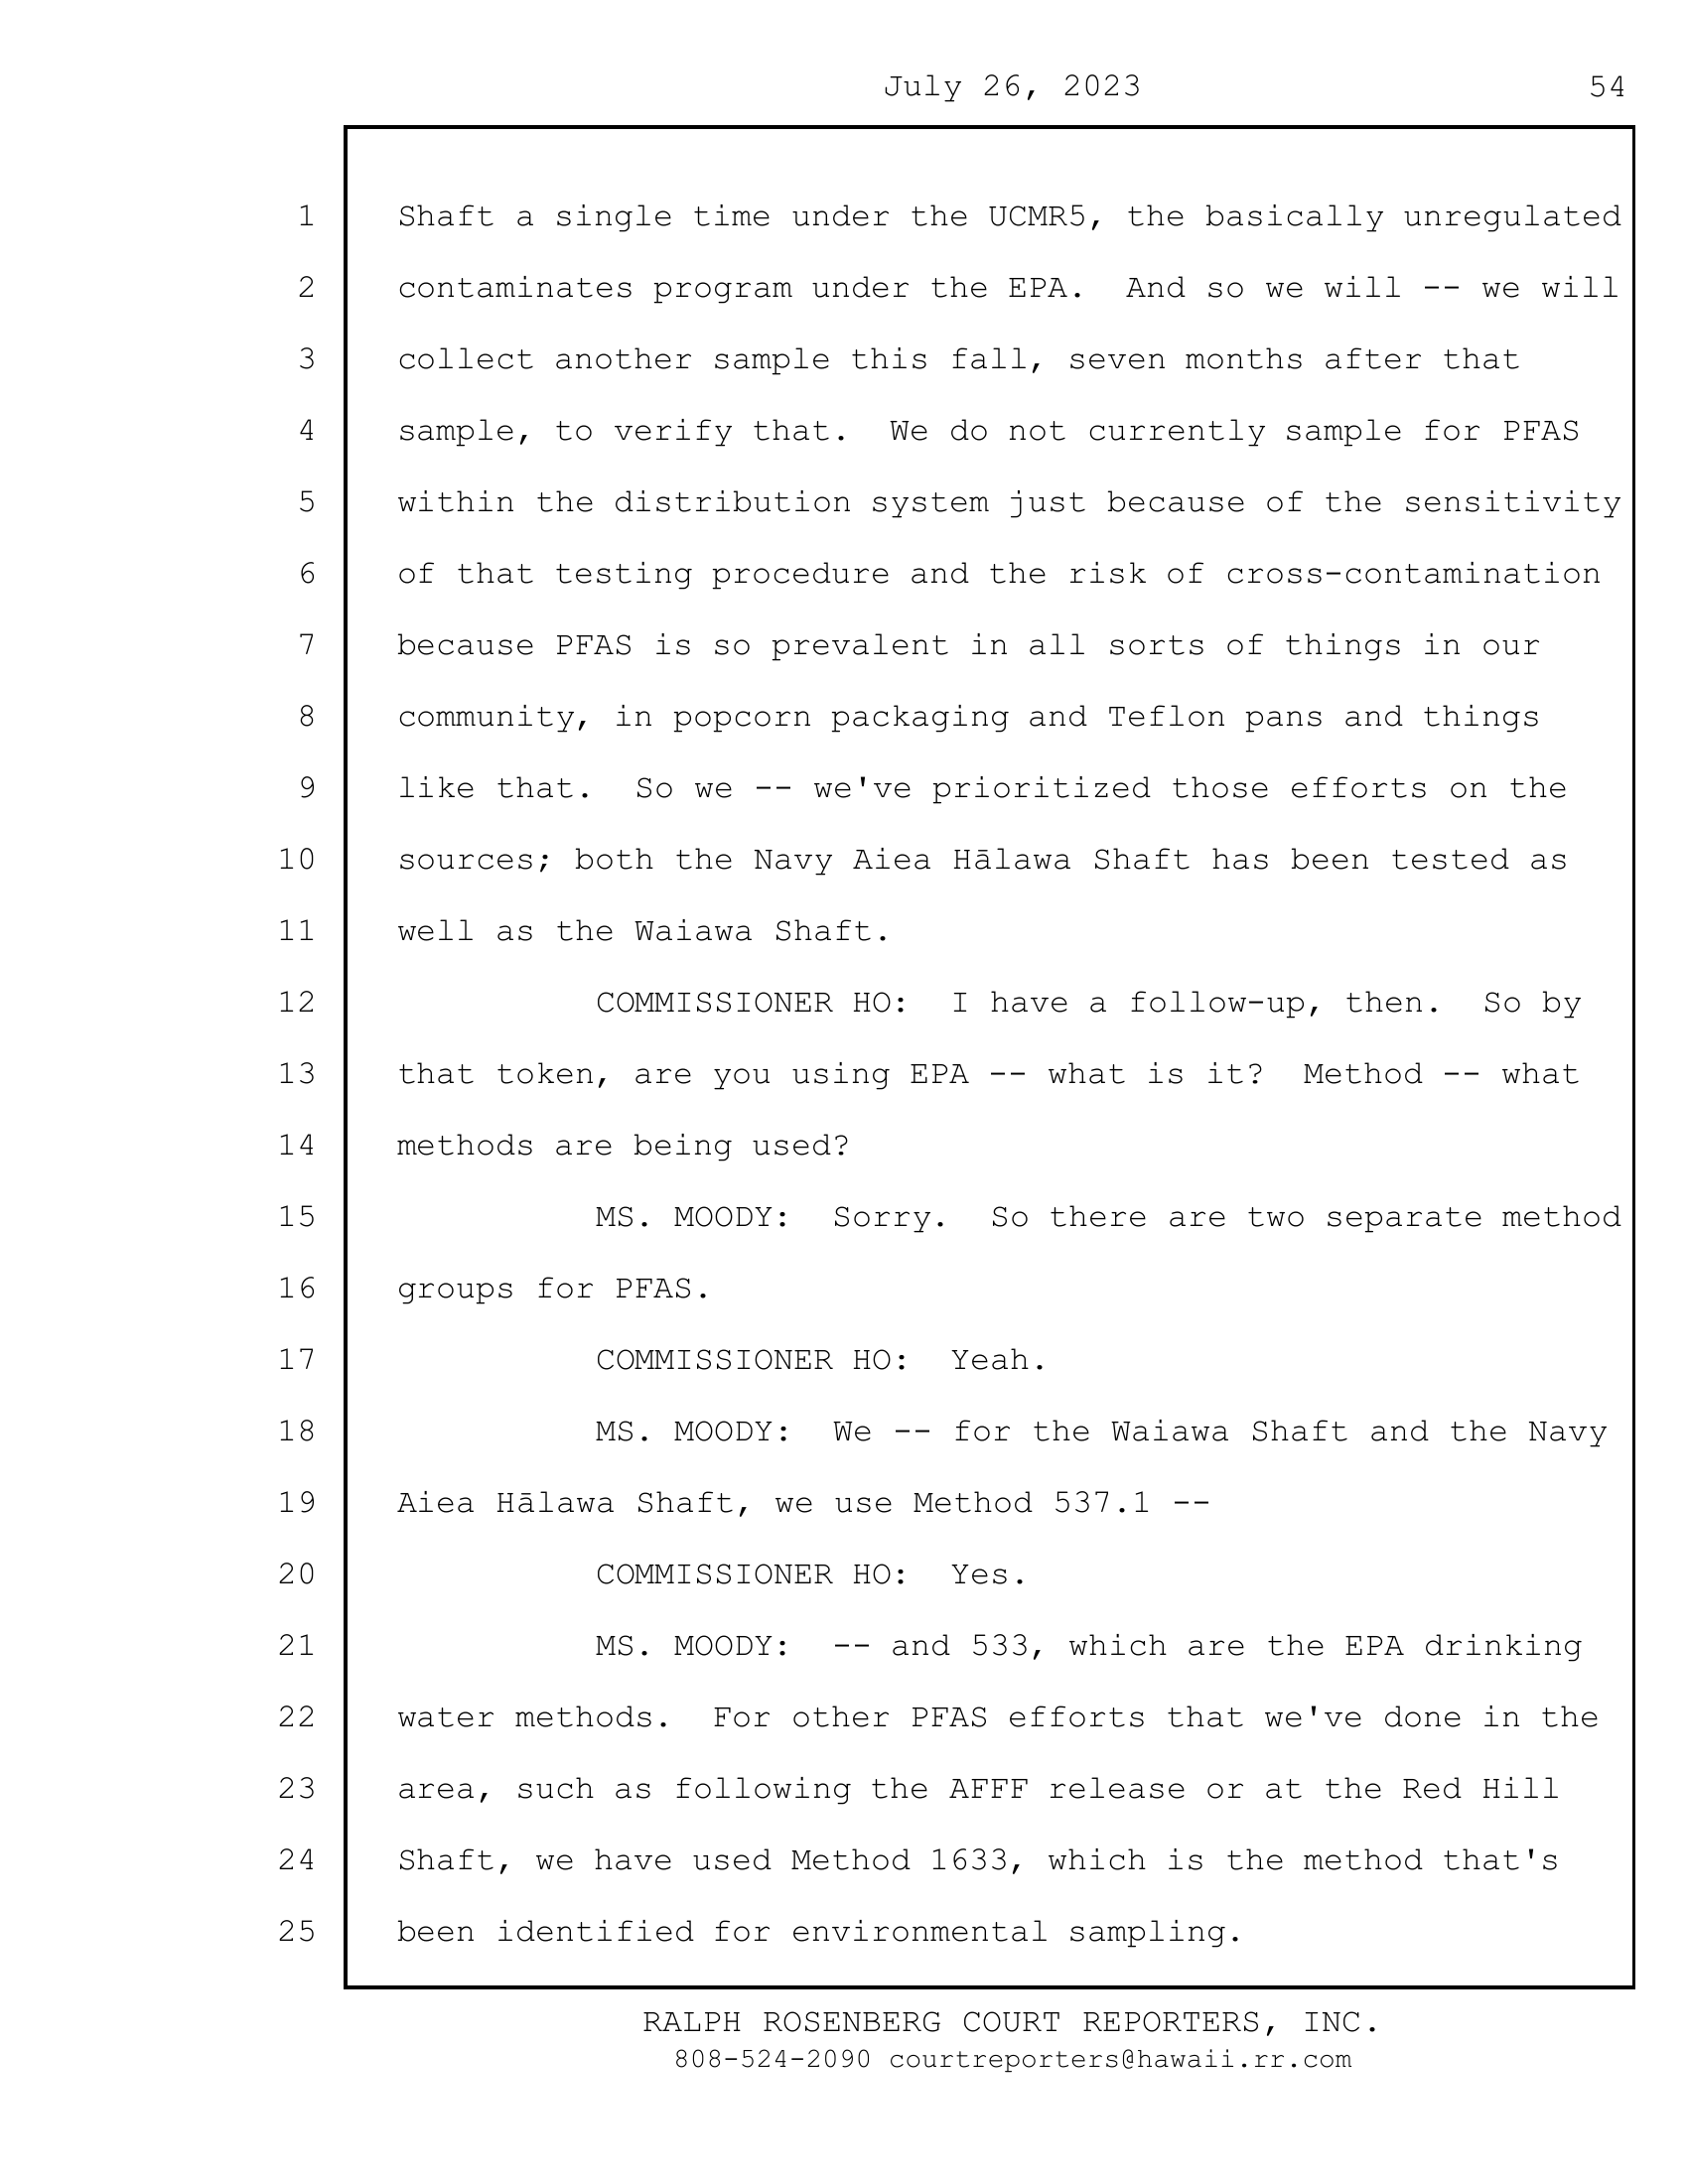 July 26, 2023 54
1 Shaft a single time under the UCMR5, the basically unregulated
2 contaminates program under the EPA.  And so we will -- we will
3 collect another sample this fall, seven months after that
4 sample, to verify that.  We do not currently sample for PFAS
5 within the distribution system just because of the sensitivity
6 of that testing procedure and the risk of cross-contamination
7 because PFAS is so prevalent in all sorts of things in our
8 community, in popcorn packaging and Teflon pans and things
9 like that.  So we -- we've prioritized those efforts on the
10 sources; both the Navy Aiea Hālawa Shaft has been tested as
11 well as the Waiawa Shaft.
12 COMMISSIONER HO:  I have a follow-up, then.  So by
13 that token, are you using EPA -- what is it?  Method -- what
14 methods are being used?
15 MS. MOODY:  Sorry.  So there are two separate method
16 groups for PFAS.
17 COMMISSIONER HO:  Yeah.
18 MS. MOODY:  We -- for the Waiawa Shaft and the Navy
19 Aiea Hālawa Shaft, we use Method 537.1 --
20 COMMISSIONER HO:  Yes.
21 MS. MOODY:  -- and 533, which are the EPA drinking
22 water methods.  For other PFAS efforts that we've done in the
23 area, such as following the AFFF release or at the Red Hill
24 Shaft, we have used Method 1633, which is the method that's
25 been identified for environmental sampling.
RALPH ROSENBERG COURT REPORTERS, INC.
808-524-2090 courtreporters@hawaii.rr.com